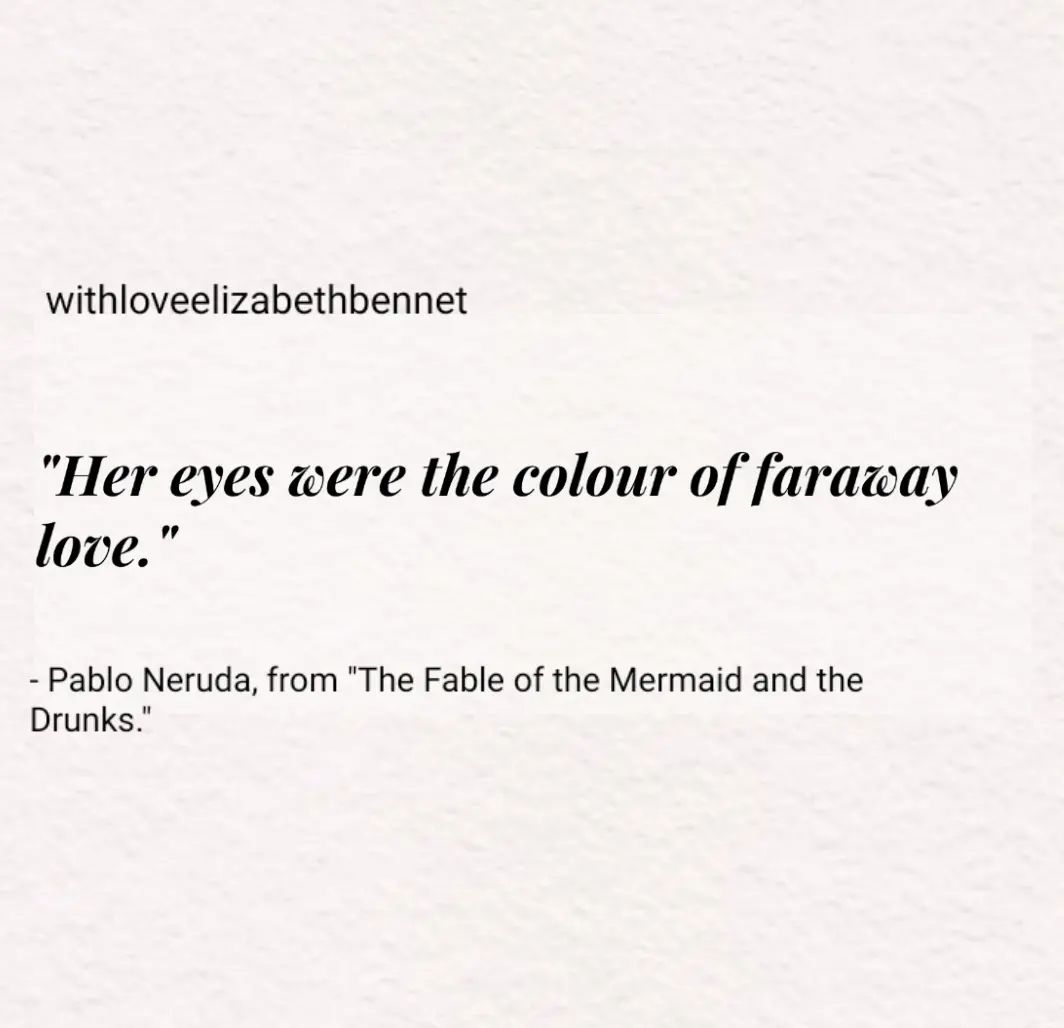 withloveelizabethbennet
"Her eyes were the colour of faraway
love."
- Pablo Neruda, from "The Fable of the Mermaid and the
Drunks."